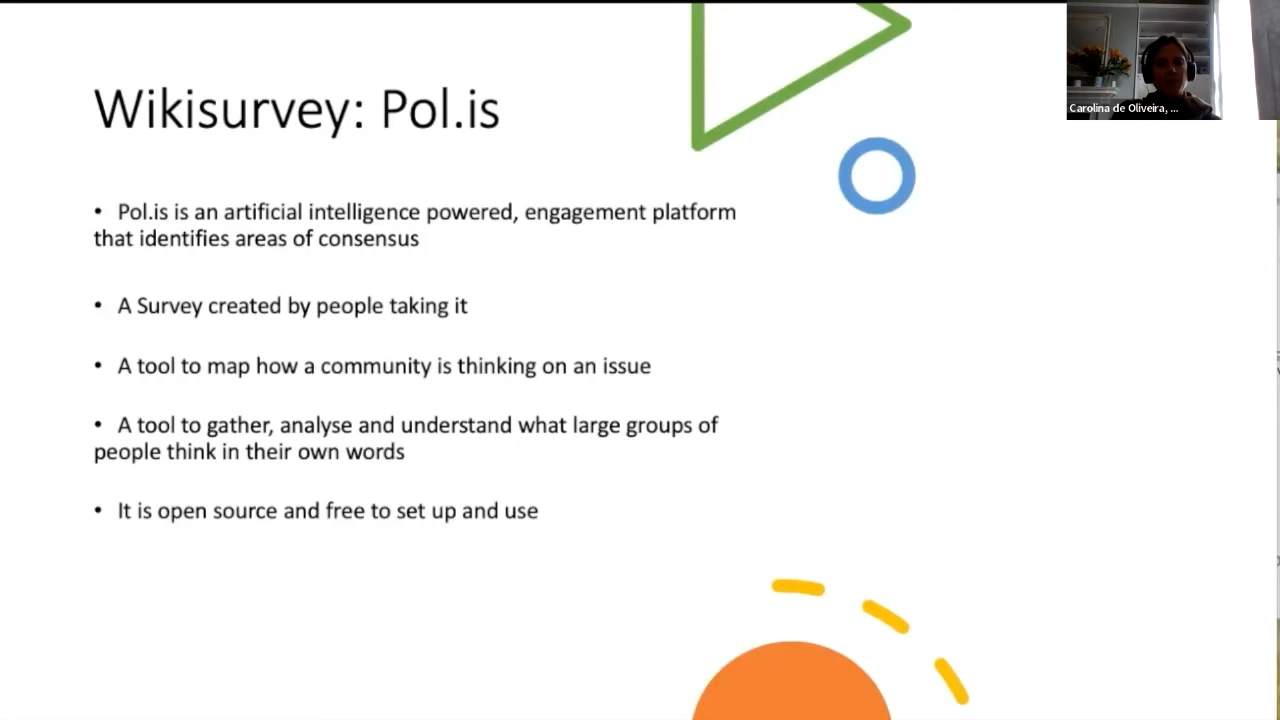 Wikisurvey: Pol.is
• Pol.is is an artificial intelligence powered, engagement platform
that identifies areas of consensus
• A Survey created by people taking it
• A tool to map how a community is thinking on an issue
• A tool to gather, analyse and understand what large groups of
people think in their own words
• It is open source and free to set up and use
Carolina de Oliveira, ...